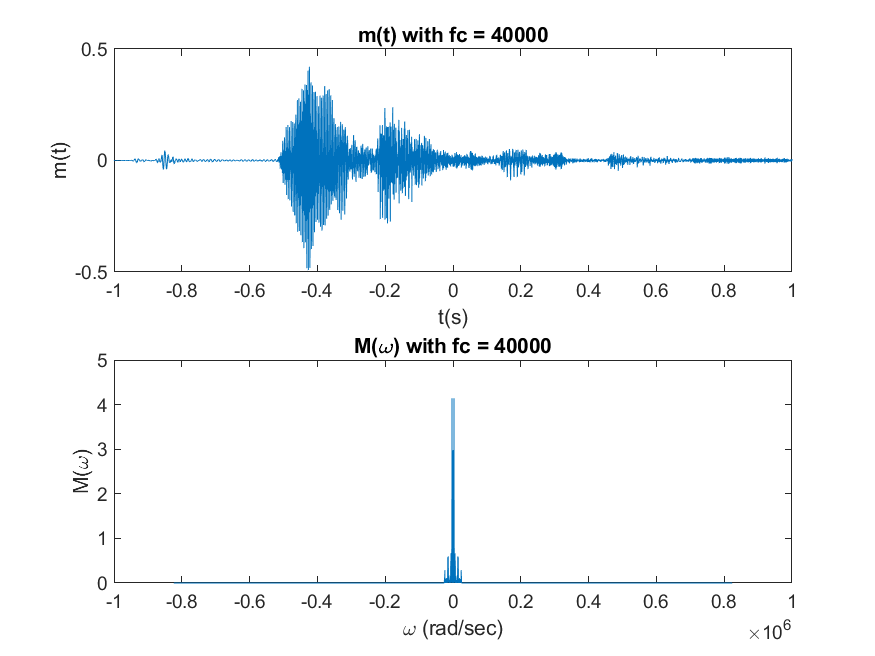 m(t) with fc = 40000
0.5
0
-0.5
m(t)
-1 -0.8 -0.6 -0.4 -0.2 0 0.2 0.4 0.6 0.8 1
t(s)
M(ω) with fc = 40000
5
4
3
2
1
0
M(ω)
-1 -0.8 -0.6 -0.4 -0.2 0 0.2 0.4 0.6 0.8 1
ω (rad/sec)
×10⁶